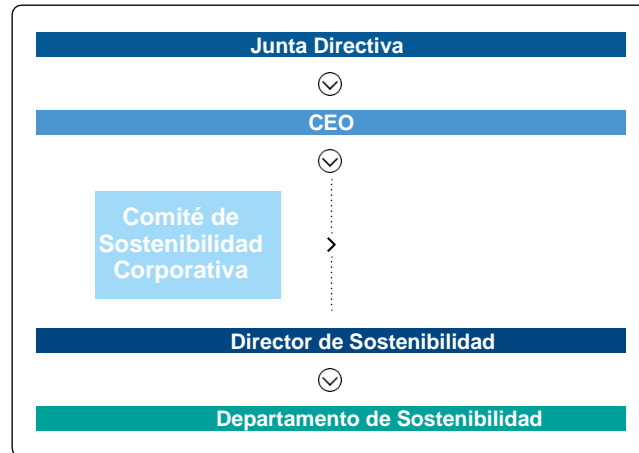 Junta Directiva
CEO
Comité de
Sostenibilidad
Corporativa
Director de Sostenibilidad
Departamento de Sostenibilidad